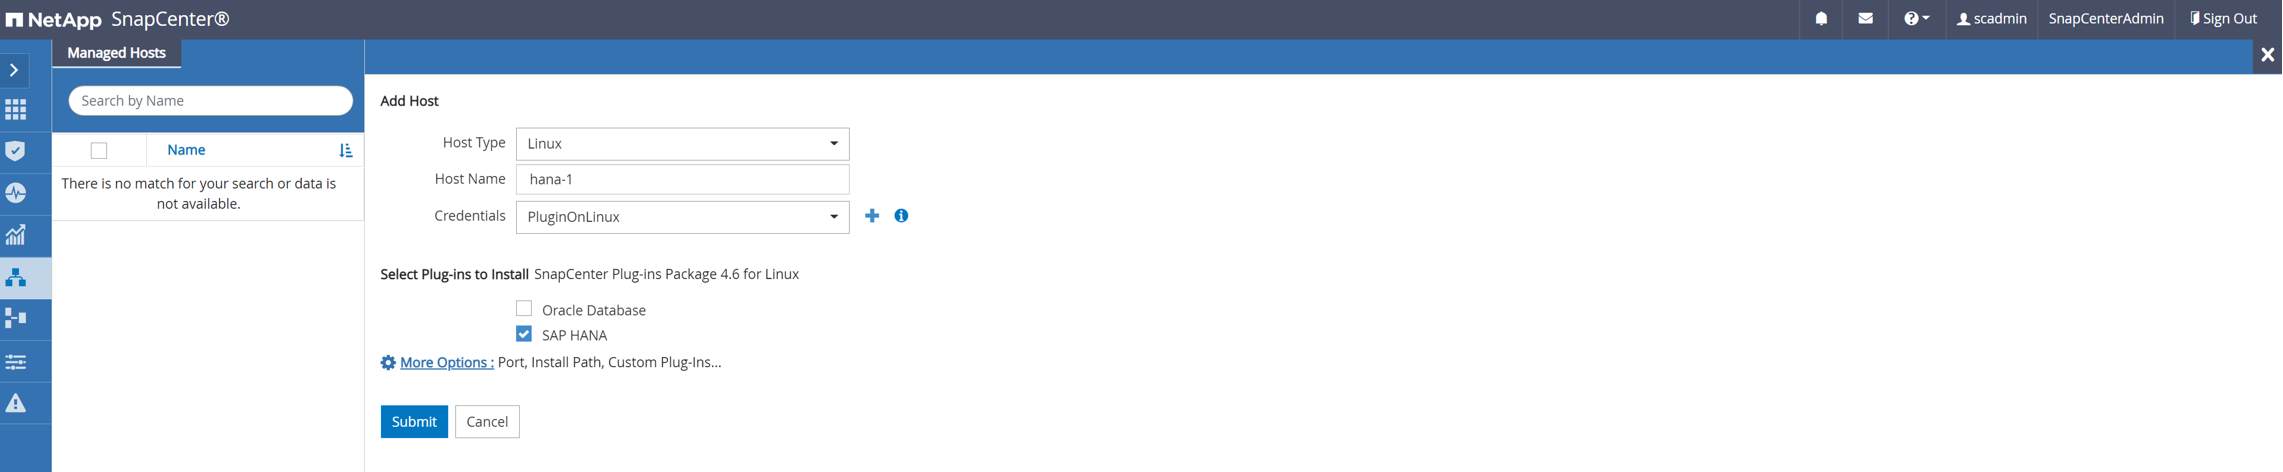 NetApp SnapCenter®
scadmin SnapCenterAdmin Sign Out
Managed Hosts
Search by Name
Name
There is no match for your search or data is
not available.
Add Host
Host Type Linux
Host Name hana-1
Credentials PluginOnLinux
Select Plug-ins to Install SnapCenter Plug-ins Package 4.6 for Linux
Oracle Database
SAP HANA
More Options : Port, Install Path, Custom Plug-Ins...
Submit Cancel